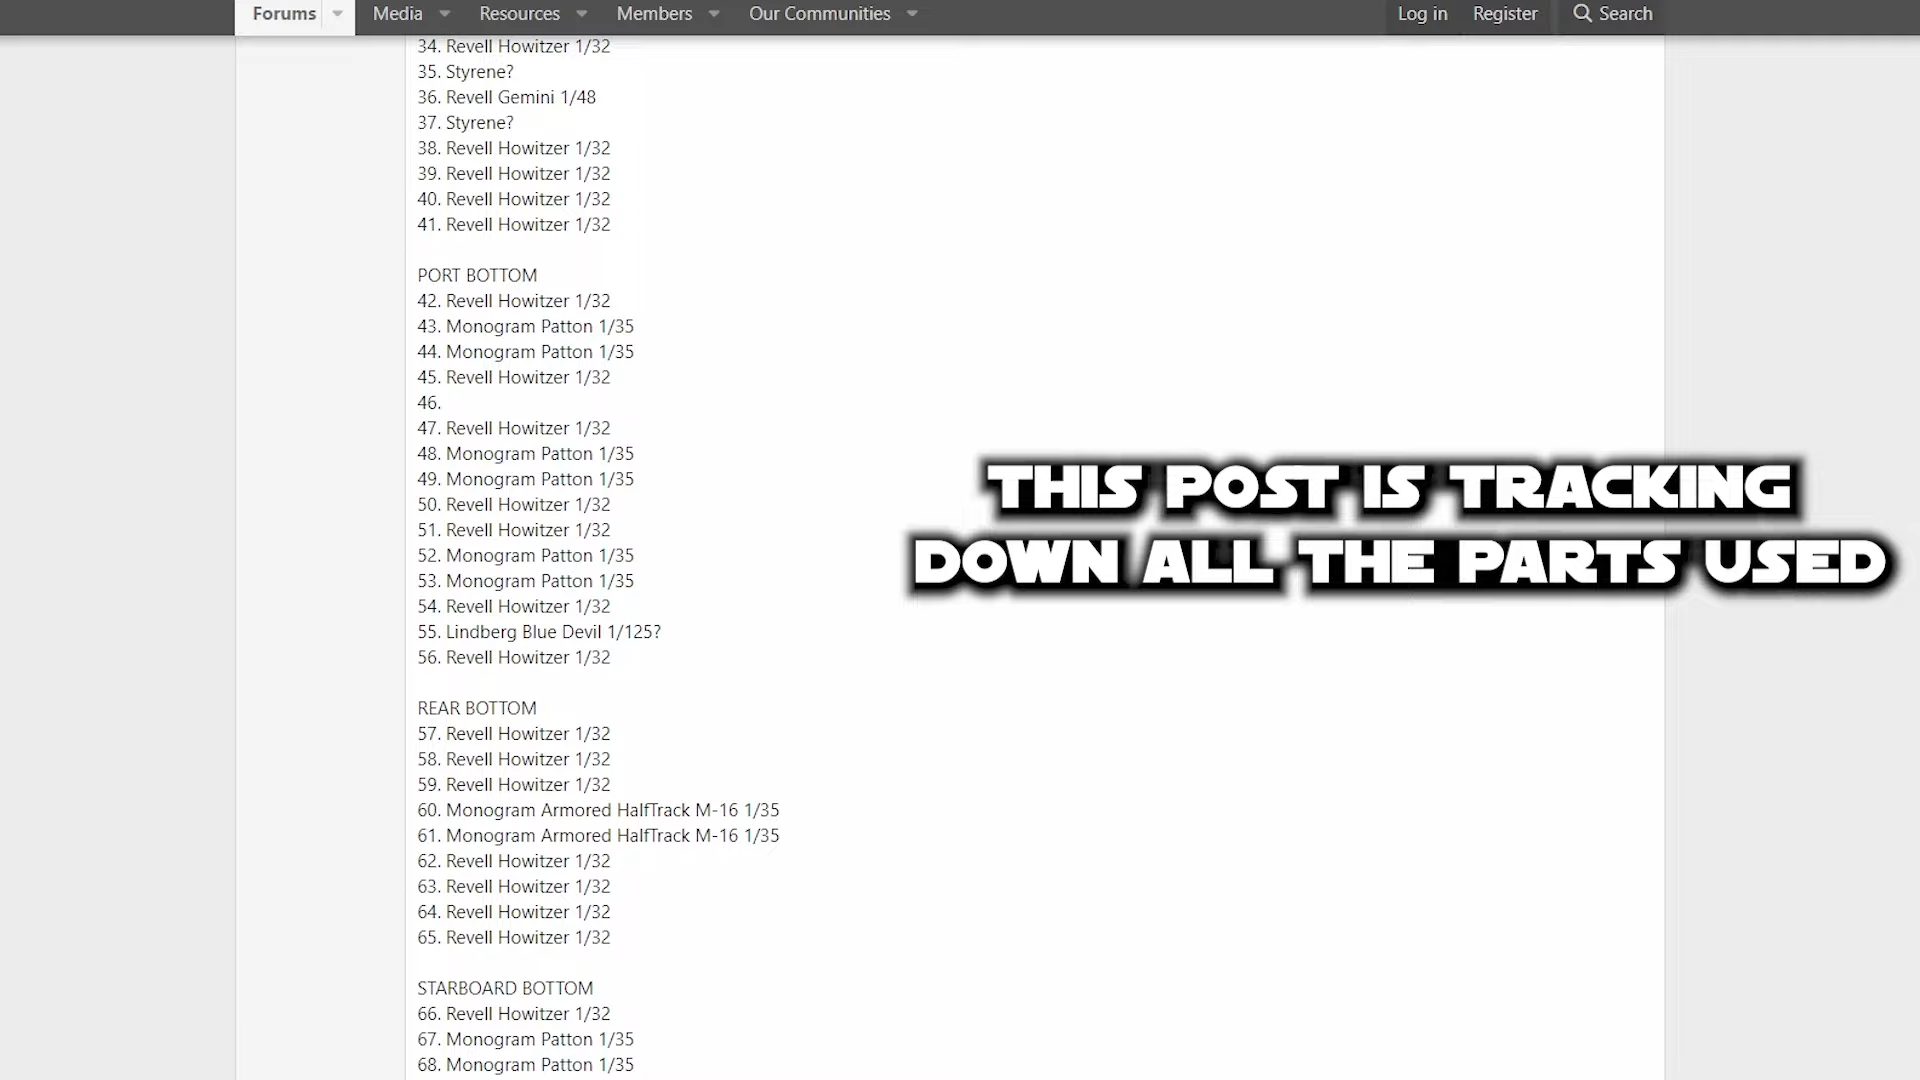 Forums Media Resources Members Our Communities Log in Register Search
34. Revell Howitzer 1/32
35. Styrene?
36. Revell Gemini 1/48
37. Styrene?
38. Revell Howitzer 1/32
39. Revell Howitzer 1/32
40. Revell Howitzer 1/32
41. Revell Howitzer 1/32
PORT BOTTOM
42. Revell Howitzer 1/32
43. Monogram Patton 1/35
44. Monogram Patton 1/35
45. Revell Howitzer 1/32
46.
47. Revell Howitzer 1/32
48. Monogram Patton 1/35
49. Monogram Patton 1/35
50. Revell Howitzer 1/32
51. Revell Howitzer 1/32
52. Monogram Patton 1/35
53. Monogram Patton 1/35
54. Revell Howitzer 1/32
55. Lindberg Blue Devil 1/125?
56. Revell Howitzer 1/32
REAR BOTTOM
57. Revell Howitzer 1/32
58. Revell Howitzer 1/32
59. Revell Howitzer 1/32
60. Monogram Armored HalfTrack M-16 1/35
61. Monogram Armored HalfTrack M-16 1/35
62. Revell Howitzer 1/32
63. Revell Howitzer 1/32
64. Revell Howitzer 1/32
65. Revell Howitzer 1/32
STARBOARD BOTTOM
66. Revell Howitzer 1/32
67. Monogram Patton 1/35
68. Monogram Patton 1/35
THIS POST IS TRACKING
DOWN ALL THE PARTS USED